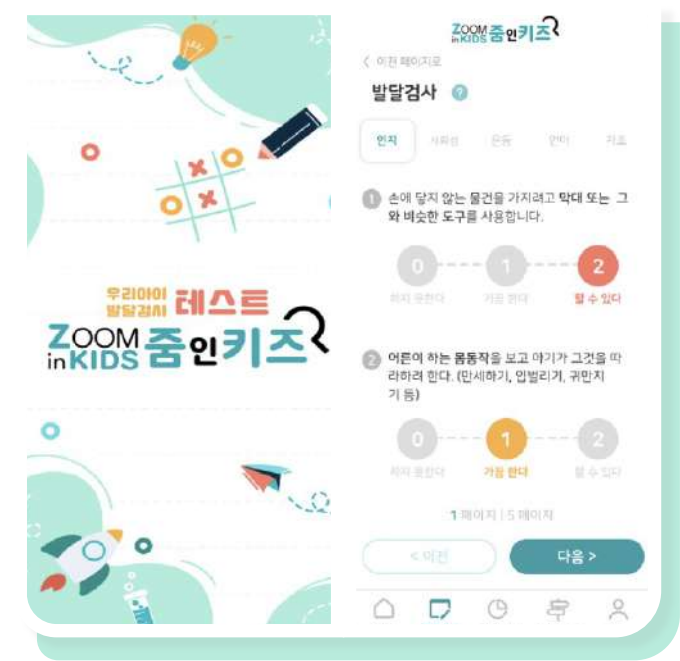 우리아이
발달검사 테스트
ZOOM
in KIDS 줌인키즈
ZOOM
in KIDS 줌인키즈
< 이전 페이지로
발달검사 ?
인지 사회성 운동 언어 자조
1 손에 닿지 않는 물건을 가지려고 막대 또는 그
와 비슷한 도구를 사용합니다.
0 1 2
하지 못한다 가끔 한다 할 수 있다
2 어른이 하는 몸동작을 보고 아기가 그것을 따
라하려 한다. (만세하기, 입벌리기, 귀만지
기 등)
0 1 2
하지 못한다 가끔 한다 할 수 있다
1 페이지 | 5 페이지
< 이전 다음 >